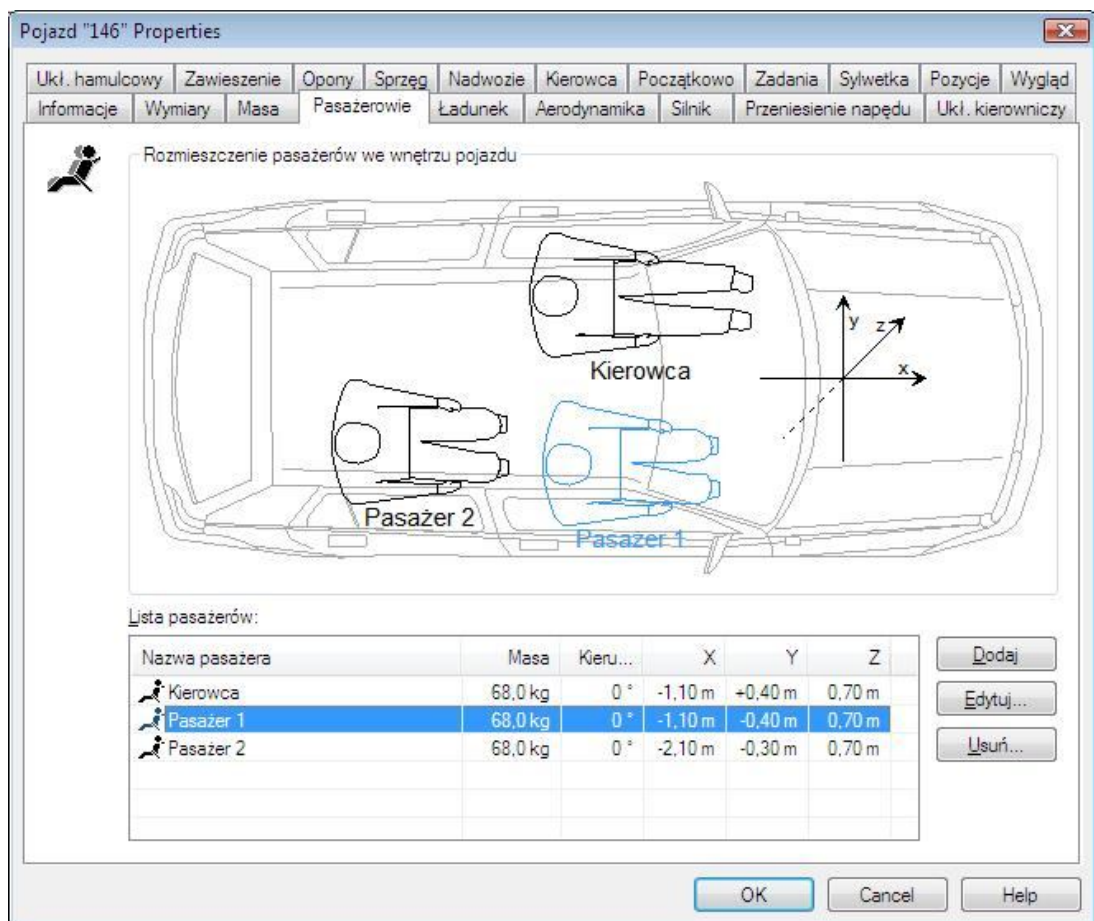 Pojazd "146" Properties
Ukł. hamulcowy Zawieszenie Opony Sprzęg Nadwozie Kierowca Początkowo Zadania Sylwetka Pozycje Wygląd
Informacje Wymiary Masa Pasażerowie Ładunek Aerodynamika Silnik Przeniesienie napędu Ukł. kierowniczy
Rozmieszczenie pasażerów we wnętrzu pojazdu
y z
x
Kierowca
Pasażer 2
Pasażer 1
Lista pasażerów:
Nazwa pasażera Masa Kieru... X Y Z
Kierowca 68,0 kg 0 ° -1,10 m +0,40 m 0,70 m
Pasażer 1 68,0 kg 0 ° -1,10 m -0,40 m 0,70 m
Pasażer 2 68,0 kg 0 ° -2,10 m -0,30 m 0,70 m
Dodaj
Edytuj...
Usuń...
OK Cancel Help